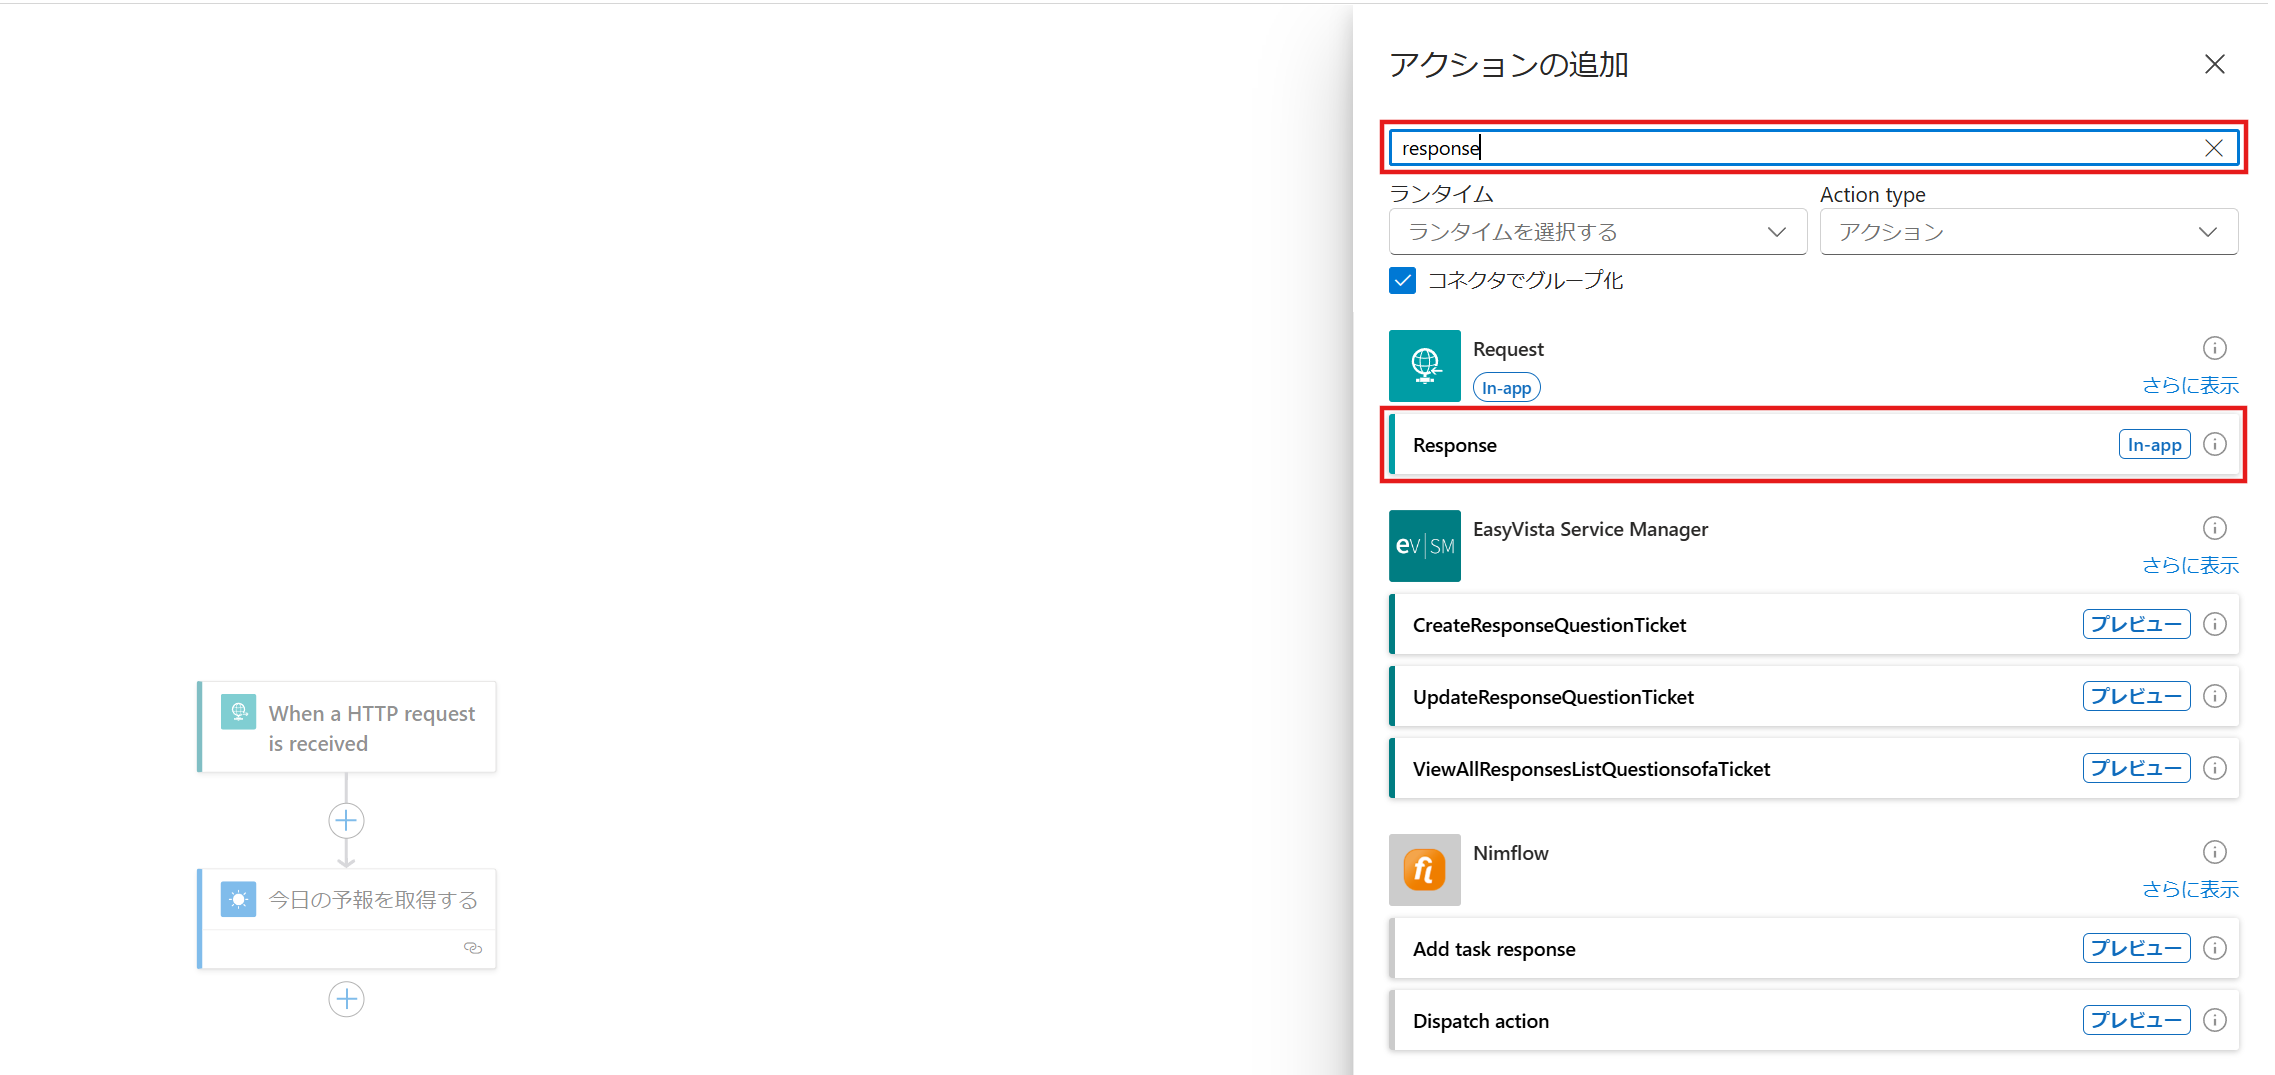 アクションの追加
response
ランタイム
Action type
ランタイムを選択する
アクション
コネクタでグループ化
Request
In-app
さらに表示
Response
In-app
eV|SM
EasyVista Service Manager
さらに表示
CreateResponseQuestionTicket
プレビュー
UpdateResponseQuestionTicket
プレビュー
ViewAllResponsesListQuestionsofaTicket
プレビュー
Nimflow
さらに表示
Add task response
プレビュー
Dispatch action
プレビュー
When a HTTP request
is received
今日の予報を取得する